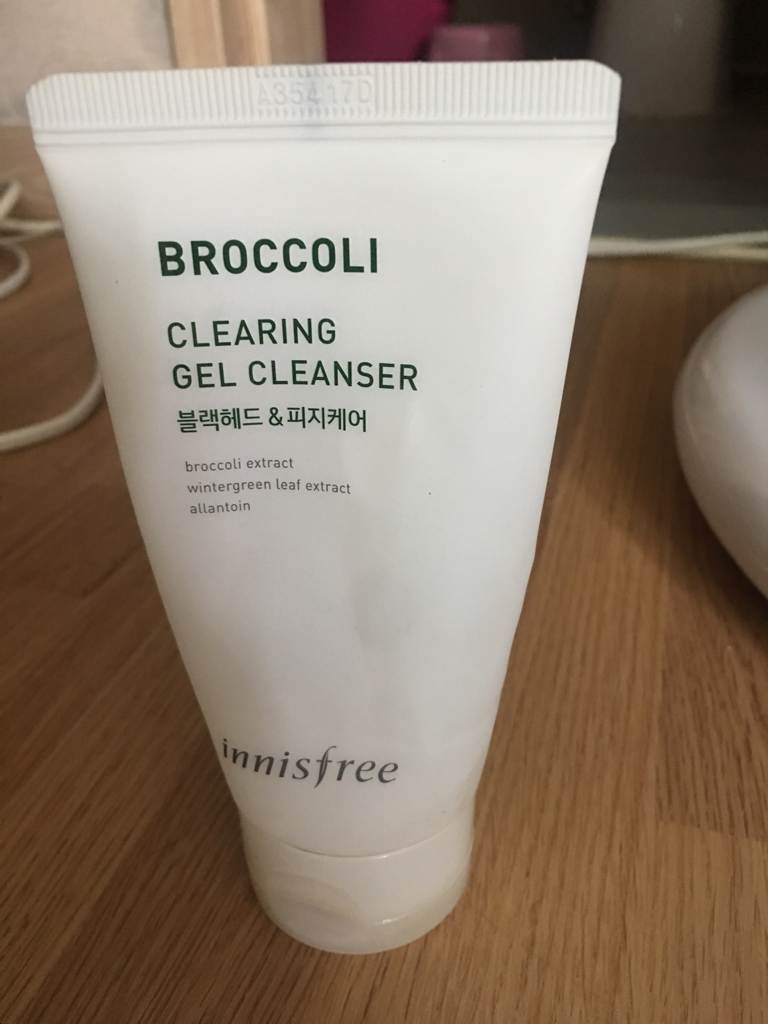 A35417D
BROCCOLI
CLEARING
GEL CLEANSER
블랙헤드 & 피지케어
broccoli extract
wintergreen leaf extract
allantoin
innisfree